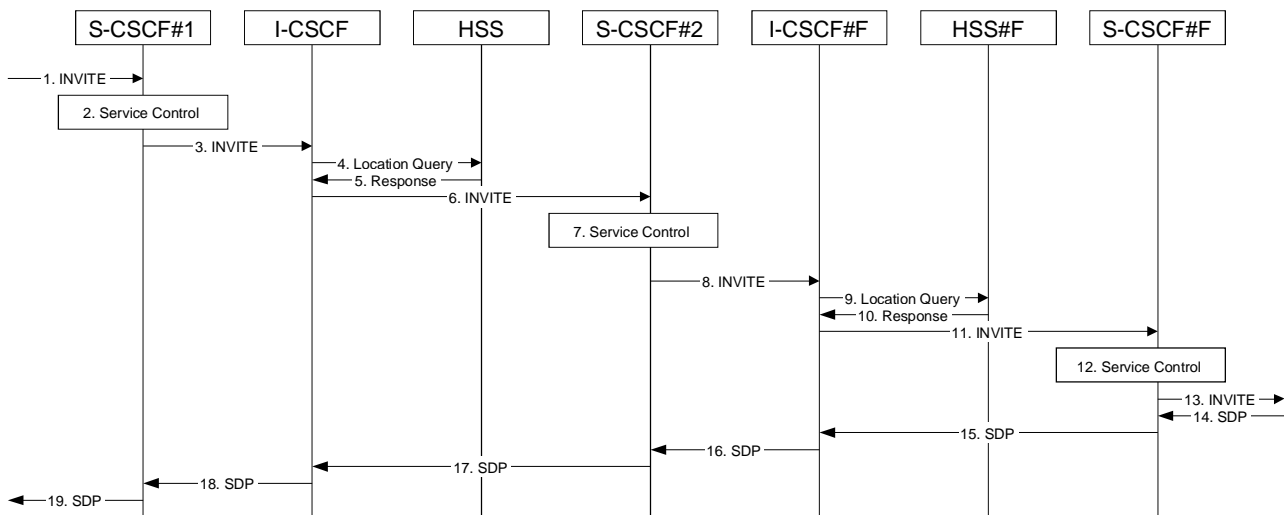 S-CSCF#1 I-CSCF HSS S-CSCF#2 I-CSCF#F HSS#F S-CSCF#F
1. INVITE
2. Service Control
3. INVITE
4. Location Query
5. Response
6. INVITE
7. Service Control
8. INVITE
9. Location Query
10. Response
11. INVITE
12. Service Control
13. INVITE
14. SDP
15. SDP
16. SDP
17. SDP
18. SDP
19. SDP